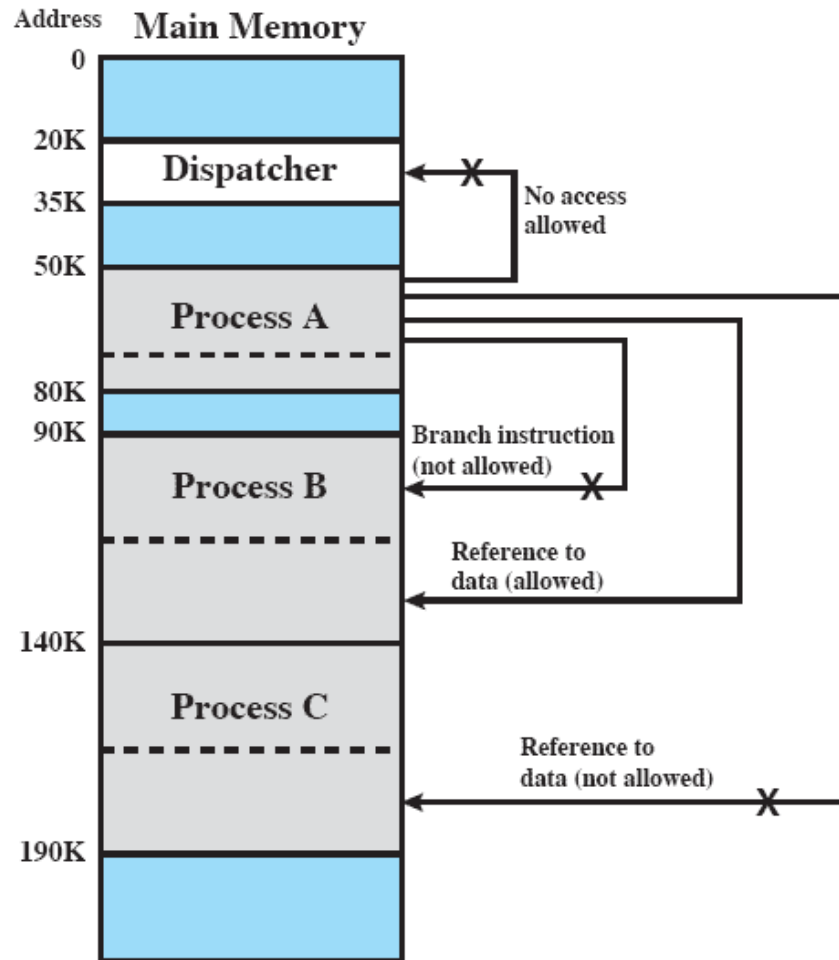 Address
Main Memory
0
20K
Dispatcher
35K
No access
allowed
50K
Process A
80K
90K
Branch instruction
(not allowed)
Process B
Reference to
data (allowed)
140K
Process C
Reference to
data (not allowed)
190K
X
X
X